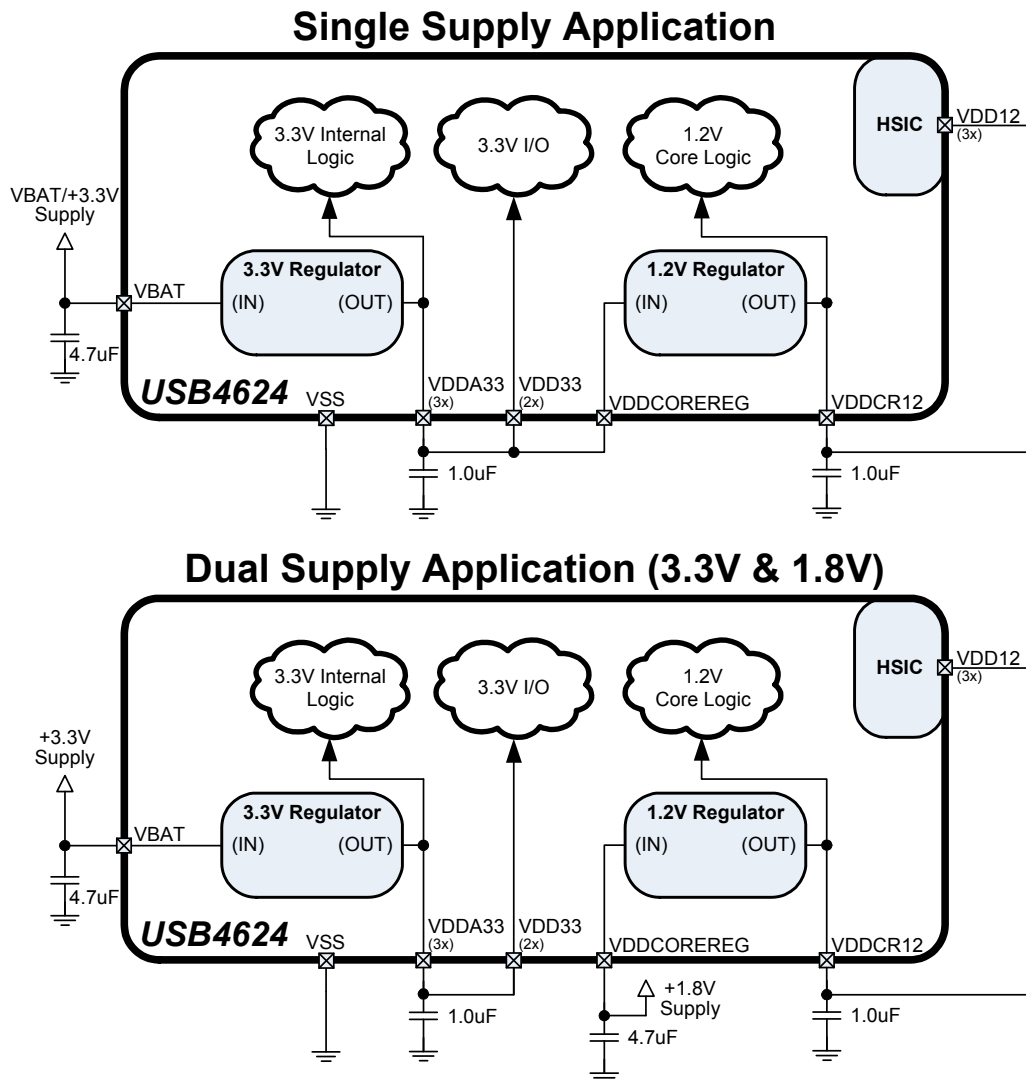 Single Supply Application
3.3V Internal
Logic
3.3V I/O
1.2V
Core Logic
HSIC
VDD12
(3x)
VBAT/+3.3V
Supply
VBAT
3.3V Regulator
(IN)
(OUT)
1.2V Regulator
(IN)
(OUT)
4.7uF
USB4624
VSS
VDDA33
(3x)
VDD33
(2x)
VDDCOREREG
VDDCR12
1.0uF
1.0uF
Dual Supply Application (3.3V & 1.8V)
3.3V Internal
Logic
3.3V I/O
1.2V
Core Logic
HSIC
VDD12
(3x)
+3.3V
Supply
VBAT
3.3V Regulator
(IN)
(OUT)
1.2V Regulator
(IN)
(OUT)
4.7uF
USB4624
VSS
VDDA33
(3x)
VDD33
(2x)
VDDCOREREG
VDDCR12
1.0uF
+1.8V
Supply
4.7uF
1.0uF